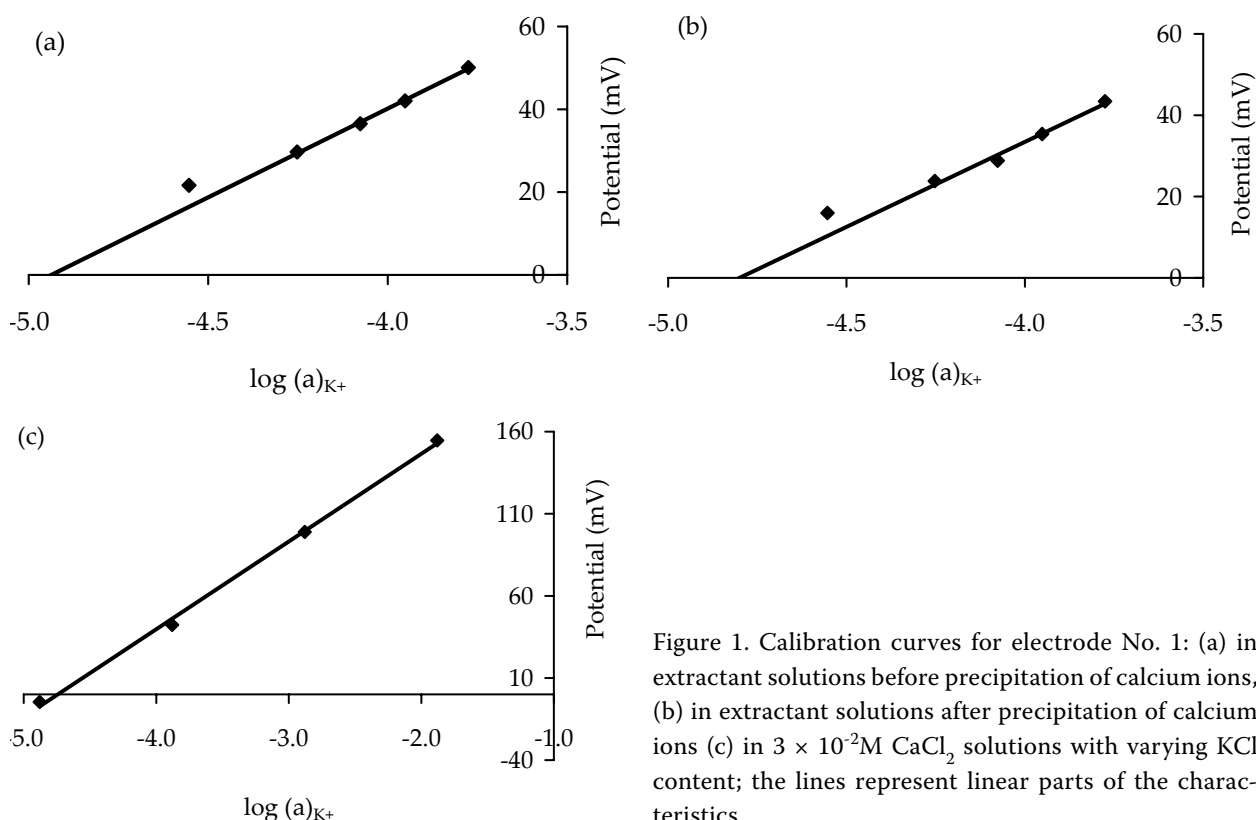 (a)
60
40
20
0
Potential (mV)
-5.0 -4.5 -4.0 -3.5
log (a)K+
(b)
60
40
20
0
Potential (mV)
-5.0 -4.5 -4.0 -3.5
log (a)K+
(c)
160
110
60
10
-40
Potential (mV)
5.0 -4.0 -3.0 -2.0 -1.0
log (a)K+
Figure 1. Calibration curves for electrode No. 1: (a) in
extractant solutions before precipitation of calcium ions,
(b) in extractant solutions after precipitation of calcium
ions (c) in 3 × 10-2M CaCl2 solutions with varying KCl
content; the lines represent linear parts of the charac-
teristics